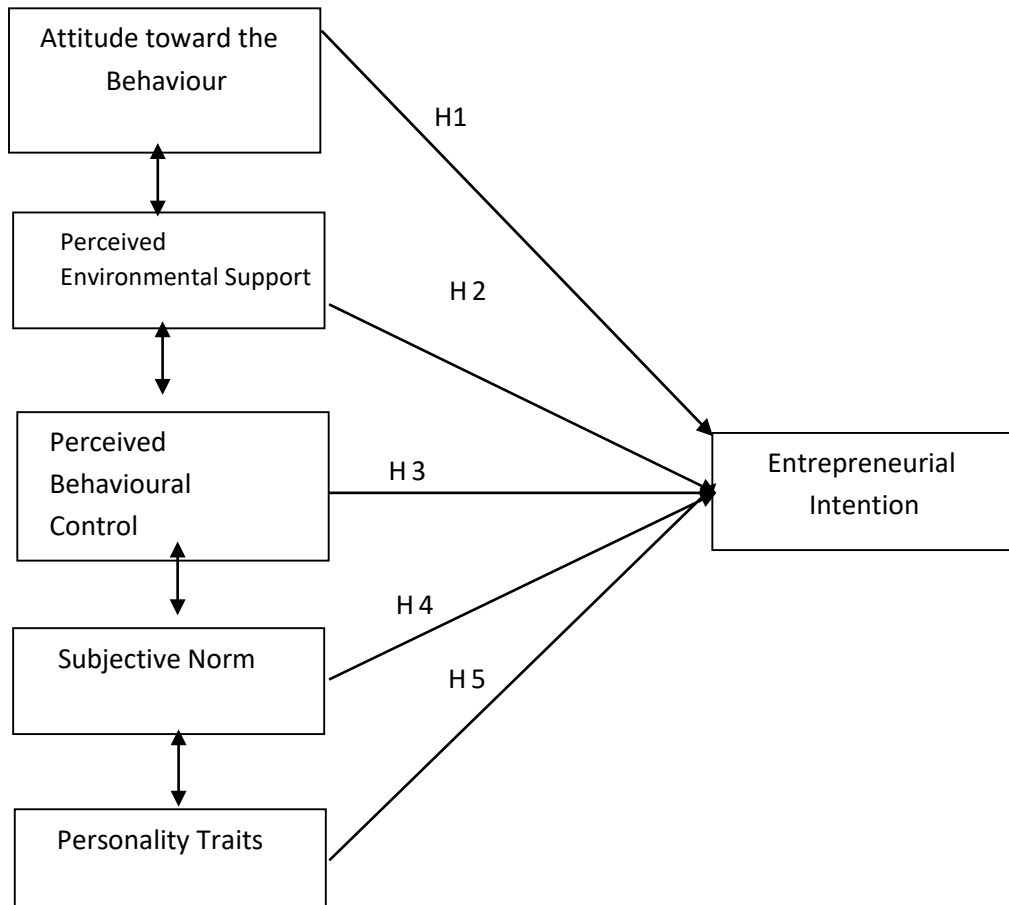 Attitude toward the
Behaviour
H1
Perceived
Environmental Support
H 2
Perceived
Behavioural
Control
H 3
Entrepreneurial
Intention
H 4
Subjective Norm
H 5
Personality Traits